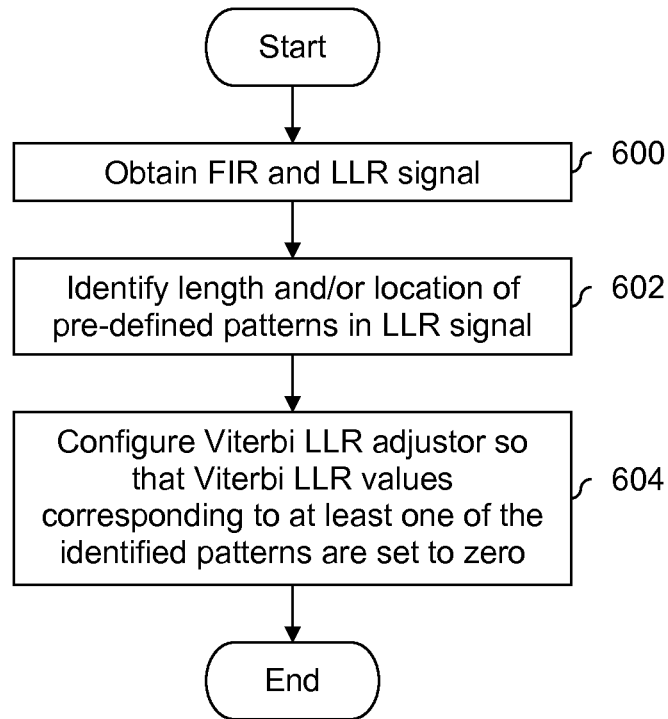 Start
Obtain FIR and LLR signal
600
Identify length and/or location of
pre-defined patterns in LLR signal
602
Configure Viterbi LLR adjustor so
that Viterbi LLR values
corresponding to at least one of the
identified patterns are set to zero
604
End